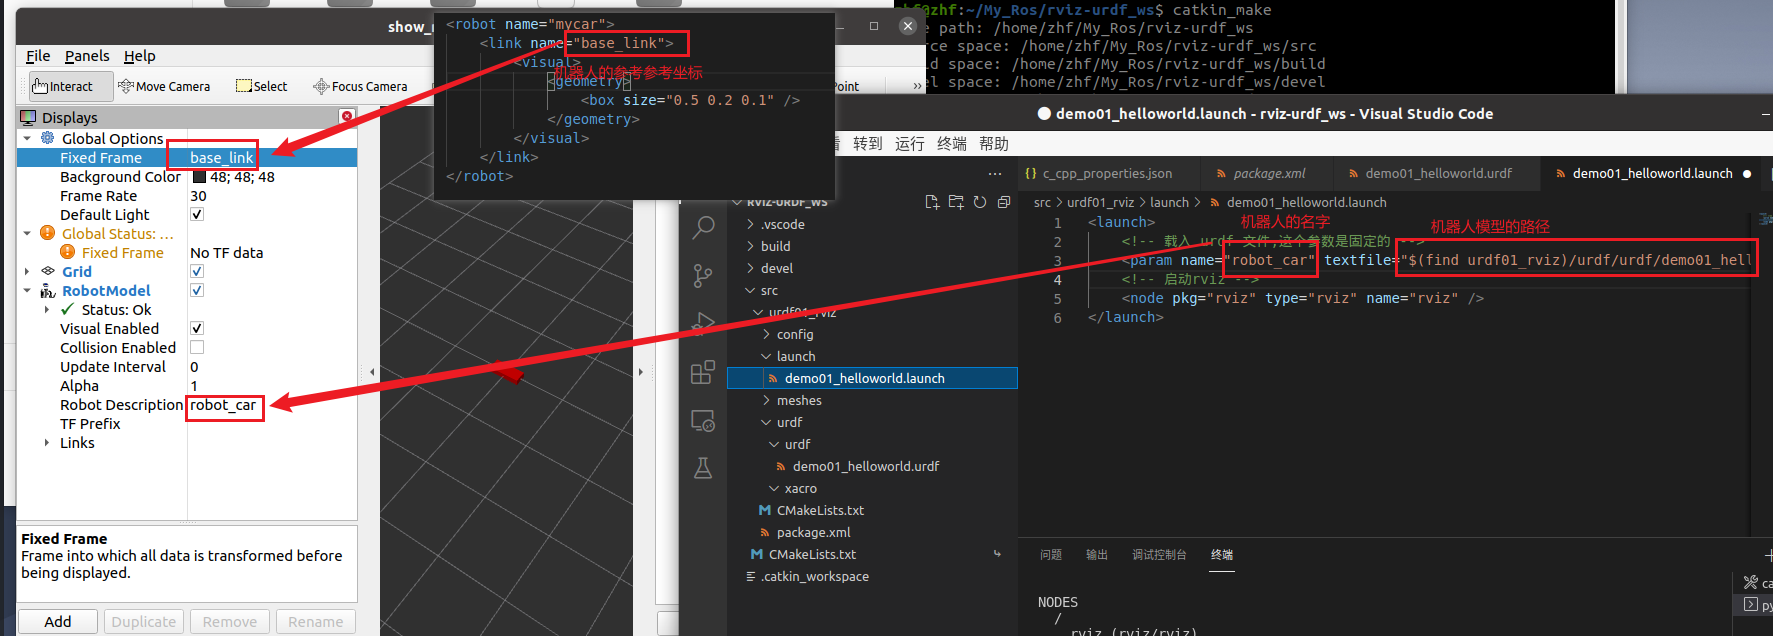 show_
File Panels Help
Interact Move Camera Select Focus Camera
oint »
Displays
Global Options
Fixed Frame base_link
Background Color 48; 48; 48
Frame Rate 30
Default Light
Global Status: ...
Fixed Frame No TF data
Grid
RobotModel
Status: Ok
Visual Enabled
Collision Enabled
Update Interval 0
Alpha 1
Robot Description robot_car
TF Prefix
Links
Fixed Frame
Frame into which all data is transformed before
being displayed.
Add Duplicate Remove Rename
<robot name="mycar">
<link name="base_link">
<visual>
机器人的参考参考坐标
<geometry>
<box size="0.5 0.2 0.1" />
</geometry>
</visual>
</link>
</robot>
@zhf:~/My_Ros/rviz-urdf_ws$ catkin_make
e path: /home/zhf/My_Ros/rviz-urdf_ws
rce space: /home/zhf/My_Ros/rviz-urdf_ws/src
ld space: /home/zhf/My_Ros/rviz-urdf_ws/build
el space: /home/zhf/My_Ros/rviz-urdf_ws/devel
demo01_helloworld.launch - rviz-urdf_ws - Visual Studio Code
转到 运行 终端 帮助
RVIZ-URDF_WS
.vscode
build
devel
src
urdf01_rviz
config
launch
demo01_helloworld.launch
meshes
urdf
urdf
demo01_helloworld.urdf
xacro
CMakeLists.txt
package.xml
CMakeLists.txt
.catkin_workspace
c_cpp_properties.json package.xml demo01_helloworld.urdf demo01_helloworld.launch
src > urdf01_rviz > launch > demo01_helloworld.launch
机器人的名字
机器人模型的路径
1 <launch>
2 <!-- 载入 urdf 文件,这个参数是固定的 -->
3 <param name="robot_car" textfile="$(find urdf01_rviz)/urdf/urdf/demo01_hell
4 <!-- 启动rviz -->
5 <node pkg="rviz" type="rviz" name="rviz" />
6 </launch>
问题 输出 调试控制台 终端
ca
py
NODES
/
rviz (rviz/rviz)